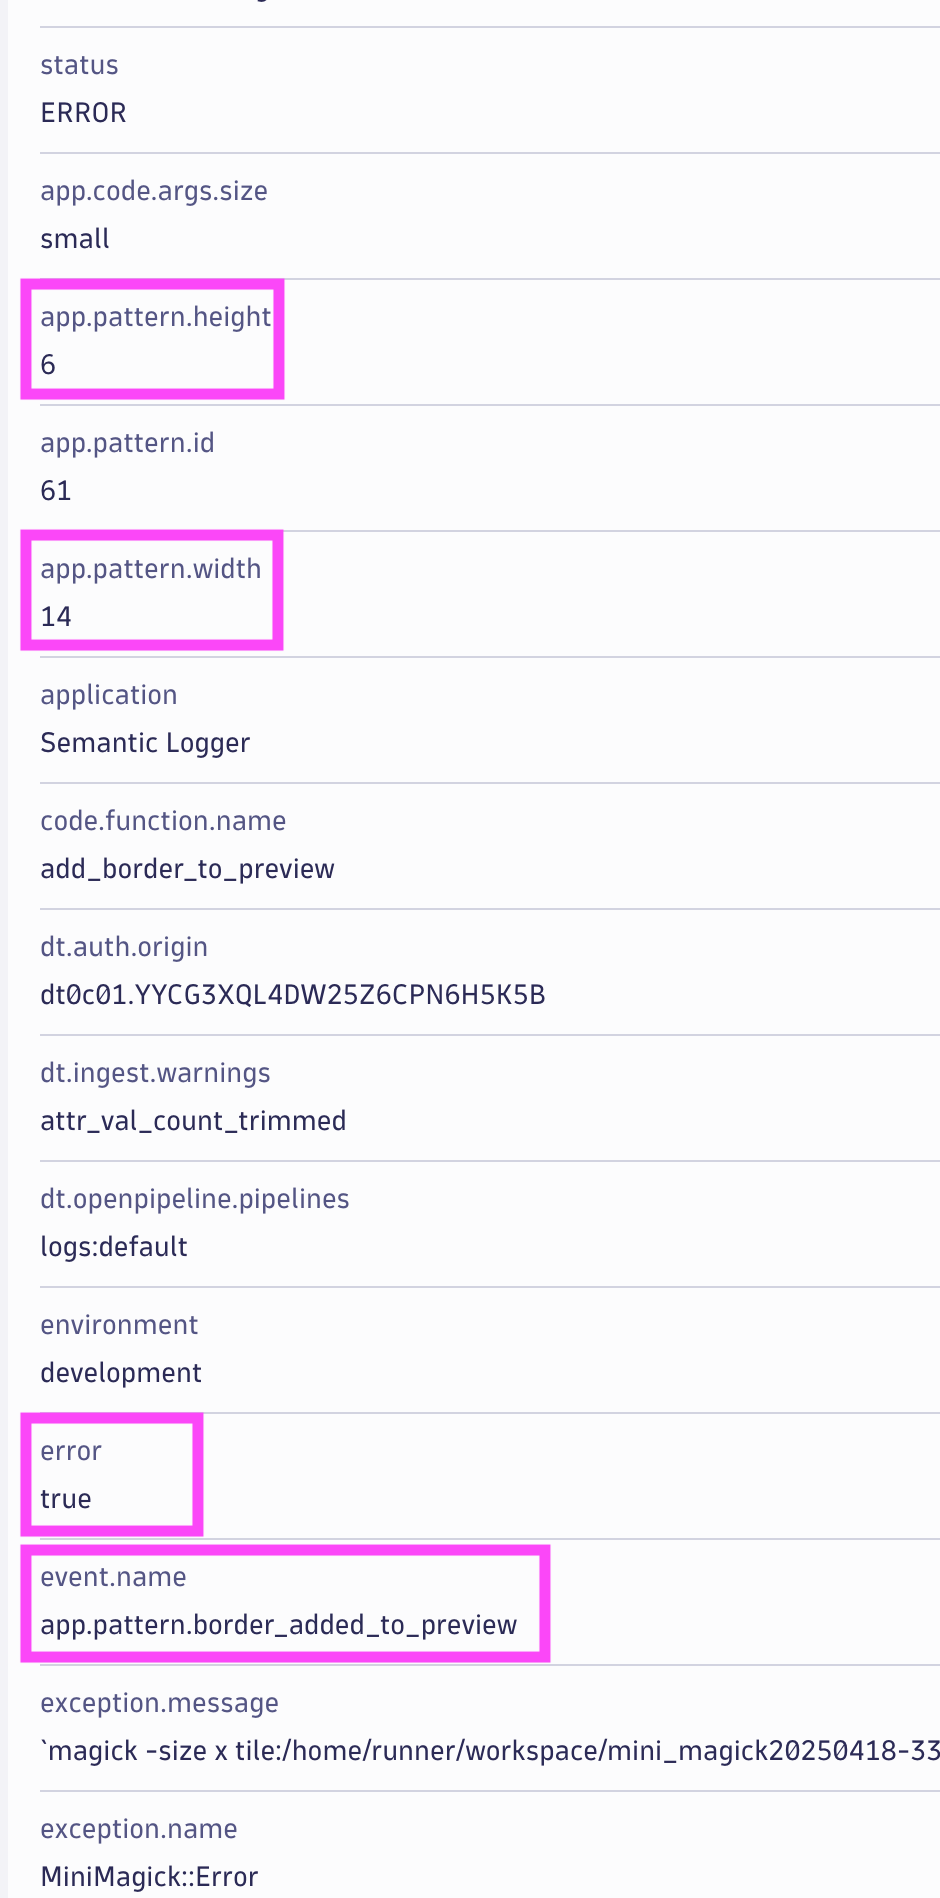 status
ERROR
app.code.args.size
small
app.pattern.height
6
app.pattern.id
61
app.pattern.width
14
application
Semantic Logger
code.function.name
add_border_to_preview
dt.auth.origin
dt0c01.YYCG3XQL4DW25Z6CPN6H5K5B
dt.ingest.warnings
attr_val_count_trimmed
dt.openpipeline.pipelines
logs:default
environment
development
error
true
event.name
app.pattern.border_added_to_preview
exception.message
`magick -size x tile:/home/runner/workspace/mini_magick20250418-33
exception.name
MiniMagick::Error